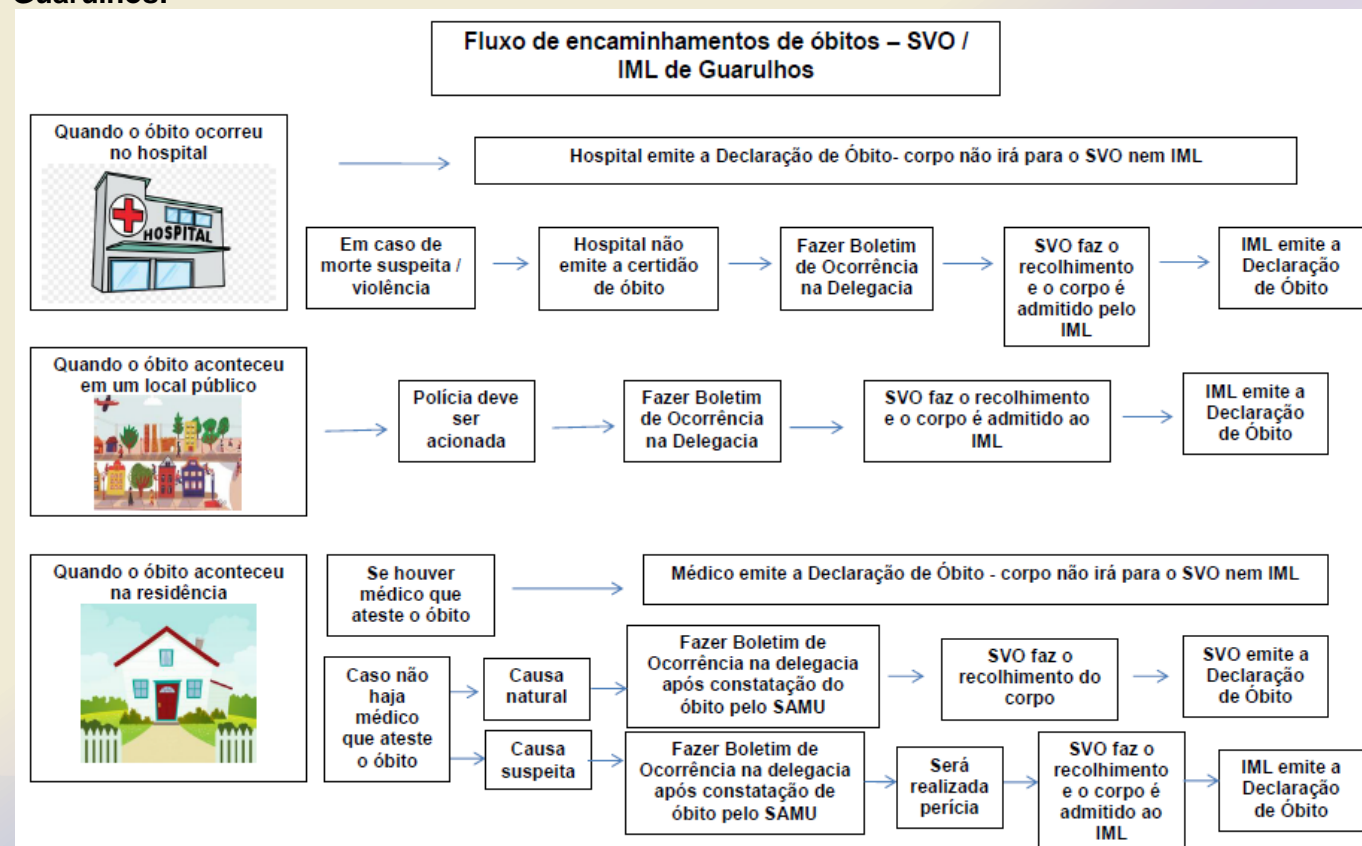 Guarulhos.
Fluxo de encaminhamentos de óbitos – SVO /
IML de Guarulhos
Quando o óbito ocorreu
no hospital
HOSPITAL
Hospital emite a Declaração de Óbito- corpo não irá para o SVO nem IML
Em caso de
morte suspeita /
violência
Hospital não
emite a certidão
de óbito
Fazer Boletim
de Ocorrência
na Delegacia
SVO faz o
recolhimento
e o corpo é
admitido pelo
IML
IML emite a
Declaração
de Óbito
Quando o óbito aconteceu
em um local público
Polícia deve
ser
acionada
Fazer Boletim
de Ocorrência
na Delegacia
SVO faz o recolhimento
e o corpo é admitido ao
IML
IML emite a
Declaração
de Óbito
Quando o óbito aconteceu
na residência
Se houver
médico que
ateste o óbito
Médico emite a Declaração de Óbito - corpo não irá para o SVO nem IML
Caso não
haja
médico
que ateste
o óbito
Causa
natural
Fazer Boletim de
Ocorrência na delegacia
após constatação do
óbito pelo SAMU
SVO faz o
recolhimento do
corpo
SVO emite a
Declaração
de Óbito
Causa
suspeita
Fazer Boletim de
Ocorrência na delegacia
após constatação de
óbito pelo SAMU
Será
realizada
perícia
SVO faz o
recolhimento
e o corpo é
admitido ao
IML
IML emite a
Declaração
de Óbito